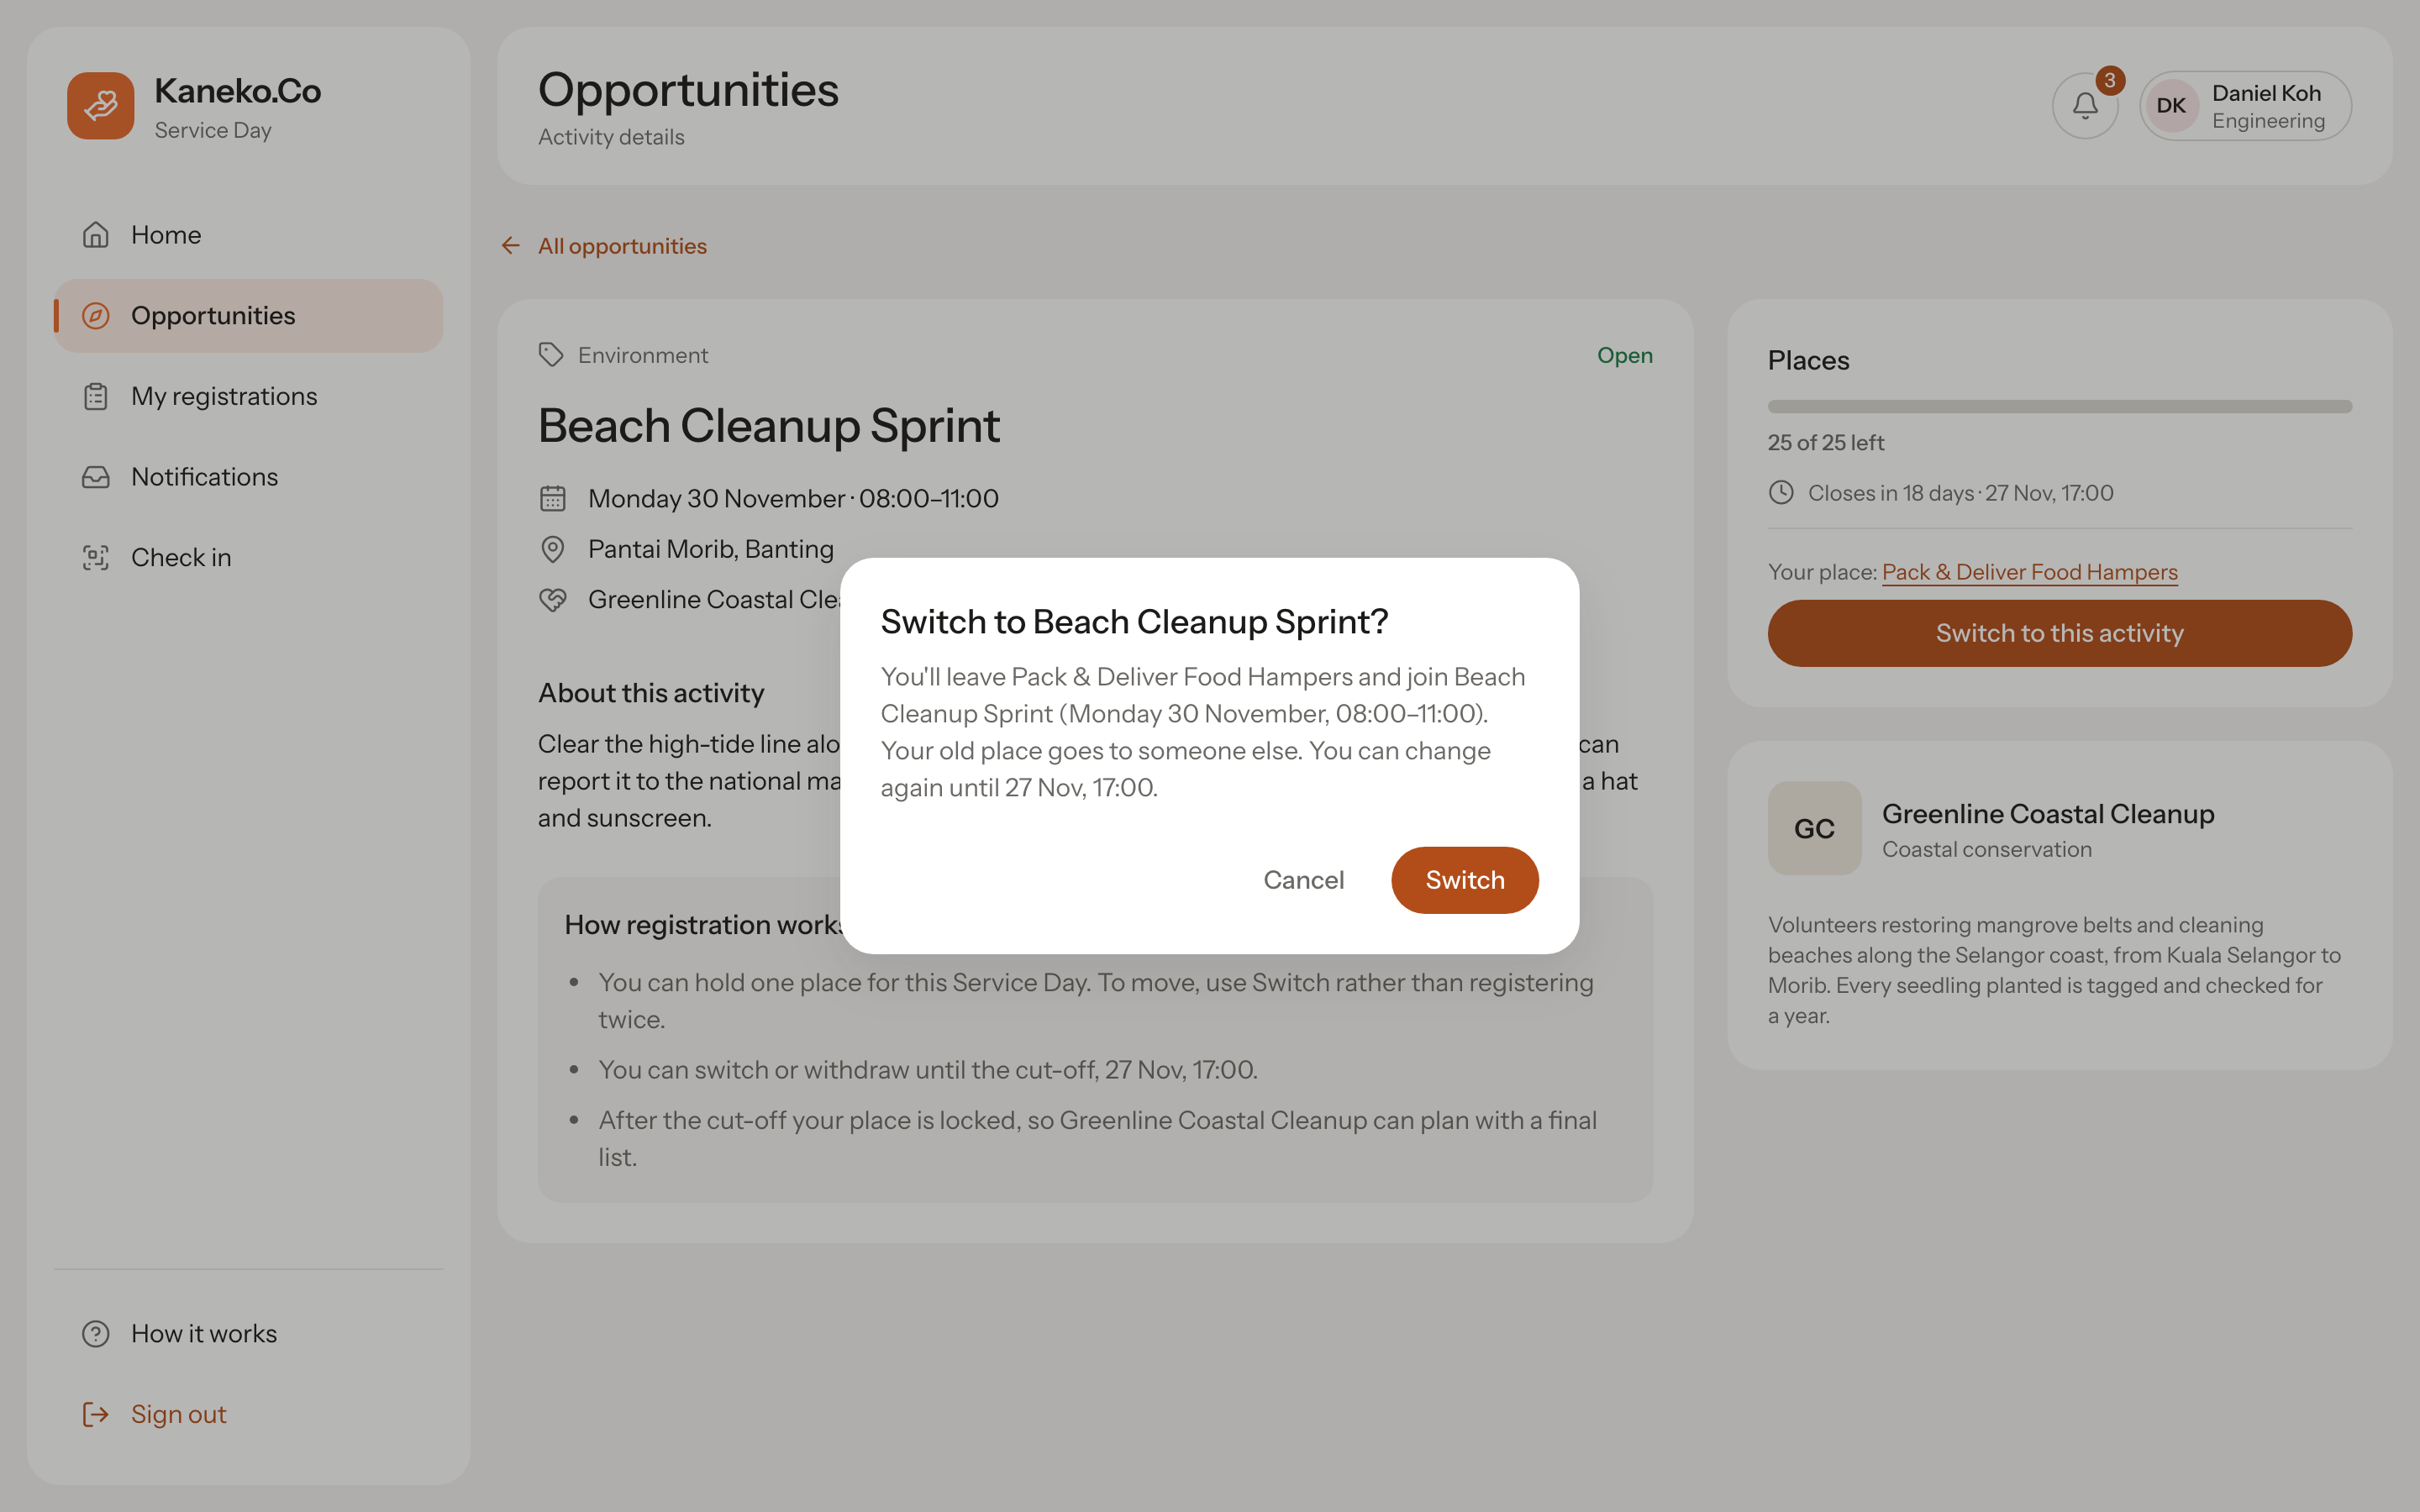 Kaneko.Co
Service Day
Home
Opportunities
My registrations
Notifications
Check in
How it works
Sign out
Opportunities
Activity details
3
DK
Daniel Koh
Engineering
All opportunities
Environment
Open
Beach Cleanup Sprint
Monday 30 November · 08:00–11:00
Pantai Morib, Banting
Greenline Coastal
About this activity
Clear the high-tide line can
report it to the national a hat
and sunscreen.
How registration works
You can hold one place for this Service Day. To move, use Switch rather than registering
twice.
You can switch or withdraw until the cut-off, 27 Nov, 17:00.
After the cut-off your place is locked, so Greenline Coastal Cleanup can plan with a final
list.
Switch to Beach Cleanup Sprint?
You'll leave Pack & Deliver Food Hampers and join Beach
Cleanup Sprint (Monday 30 November, 08:00–11:00).
Your old place goes to someone else. You can change
again until 27 Nov, 17:00.
Cancel
Switch
Places
25 of 25 left
Closes in 18 days · 27 Nov, 17:00
Your place: Pack & Deliver Food Hampers
Switch to this activity
GC
Greenline Coastal Cleanup
Coastal conservation
Volunteers restoring mangrove belts and cleaning
beaches along the Selangor coast, from Kuala Selangor to
Morib. Every seedling planted is tagged and checked for
a year.